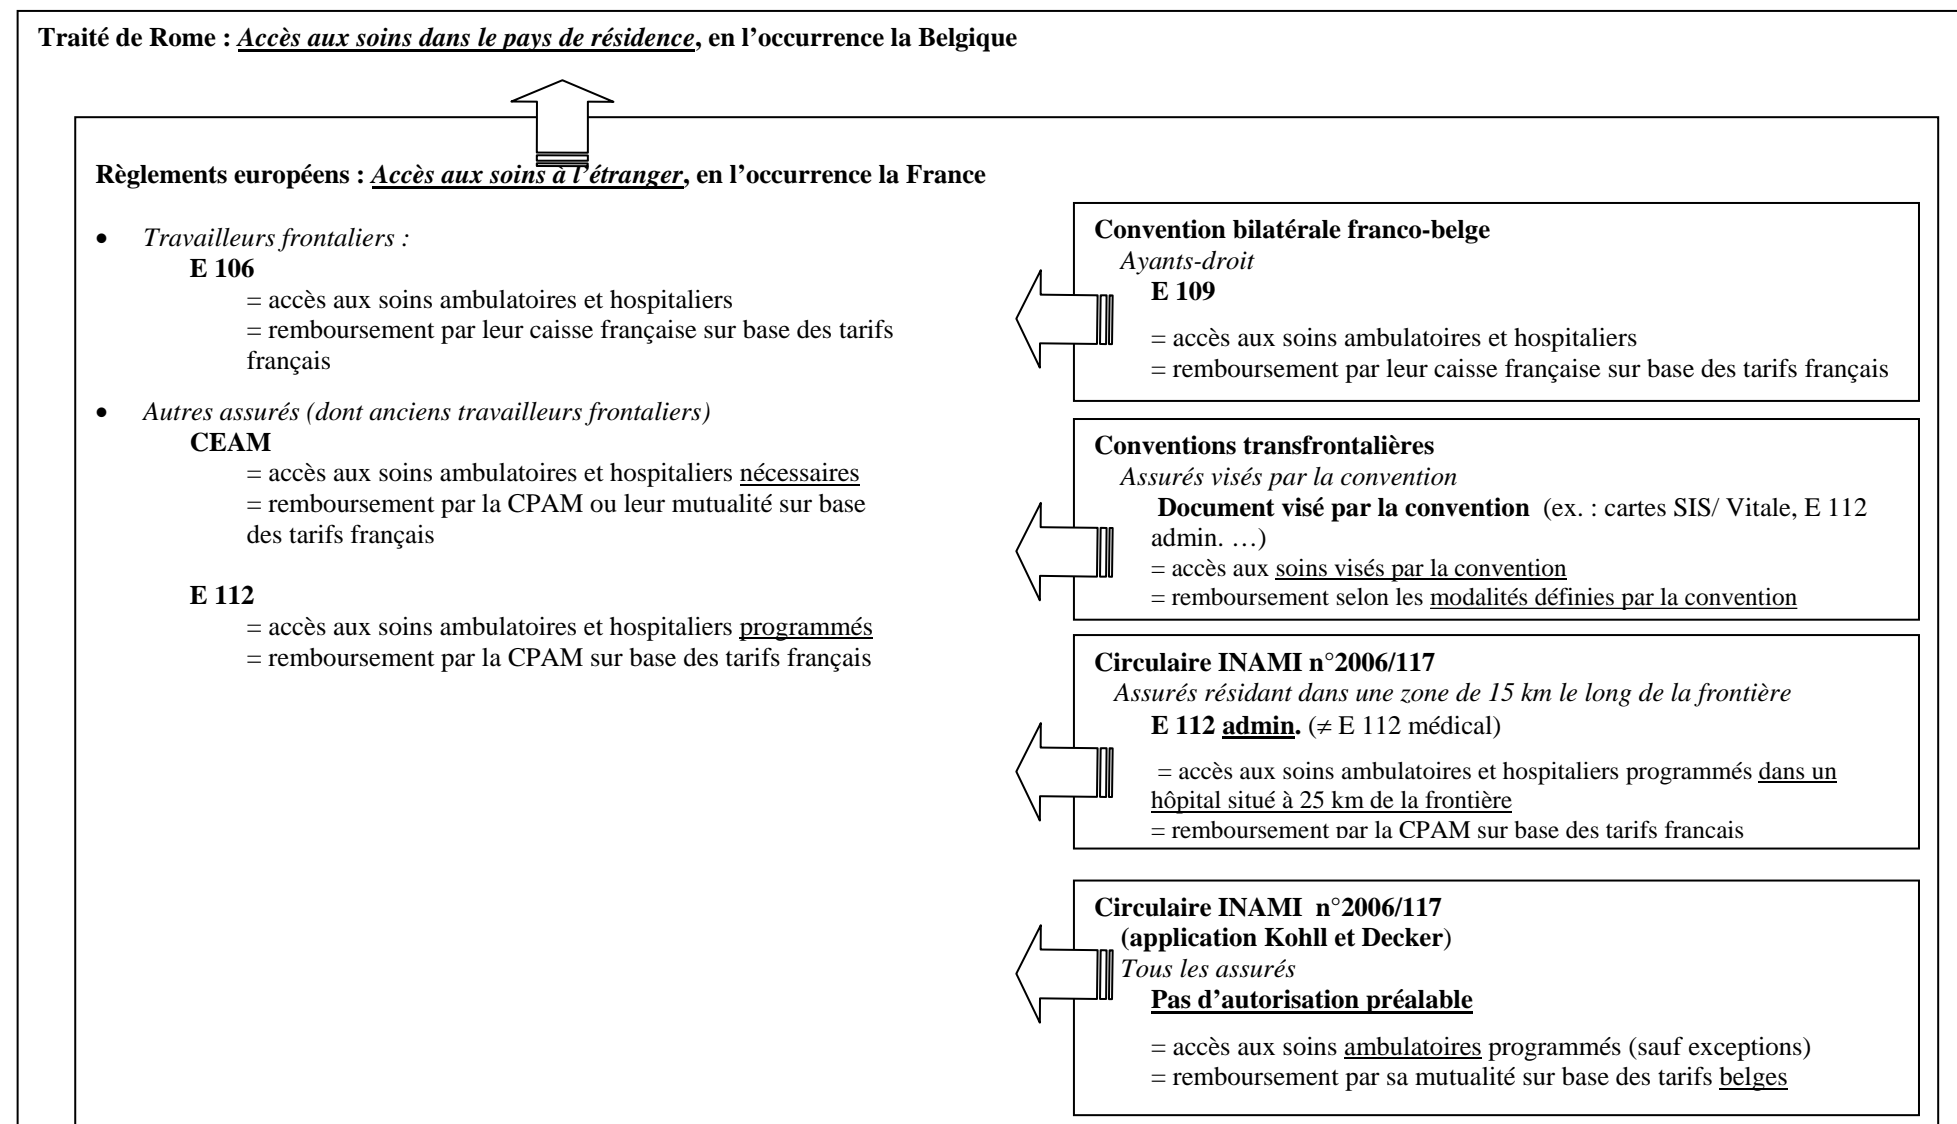 Traité de Rome : Accès aux soins dans le pays de résidence, en l’occurrence la Belgique
Règlements européens : Accès aux soins à l’étranger, en l’occurrence la France
• Travailleurs frontaliers :
E 106
= accès aux soins ambulatoires et hospitaliers
= remboursement par leur caisse française sur base des tarifs
français
• Autres assurés (dont anciens travailleurs frontaliers)
CEAM
= accès aux soins ambulatoires et hospitaliers nécessaires
= remboursement par la CPAM ou leur mutualité sur base
des tarifs français
E 112
= accès aux soins ambulatoires et hospitaliers programmés
= remboursement par la CPAM sur base des tarifs français
Convention bilatérale franco-belge
Ayants-droit
E 109
= accès aux soins ambulatoires et hospitaliers
= remboursement par leur caisse française sur base des tarifs français
Conventions transfrontalières
Assurés visés par la convention
Document visé par la convention (ex. : cartes SIS/ Vitale, E 112
admin. …)
= accès aux soins visés par la convention
= remboursement selon les modalités définies par la convention
Circulaire INAMI n°2006/117
Assurés résidant dans une zone de 15 km le long de la frontière
E 112 admin. (≠ E 112 médical)
= accès aux soins ambulatoires et hospitaliers programmés dans un
hôpital situé à 25 km de la frontière
= remboursement par la CPAM sur base des tarifs français
Circulaire INAMI n°2006/117
(application Kohll et Decker)
Tous les assurés
Pas d’autorisation préalable
= accès aux soins ambulatoires programmés (sauf exceptions)
= remboursement par sa mutualité sur base des tarifs belges